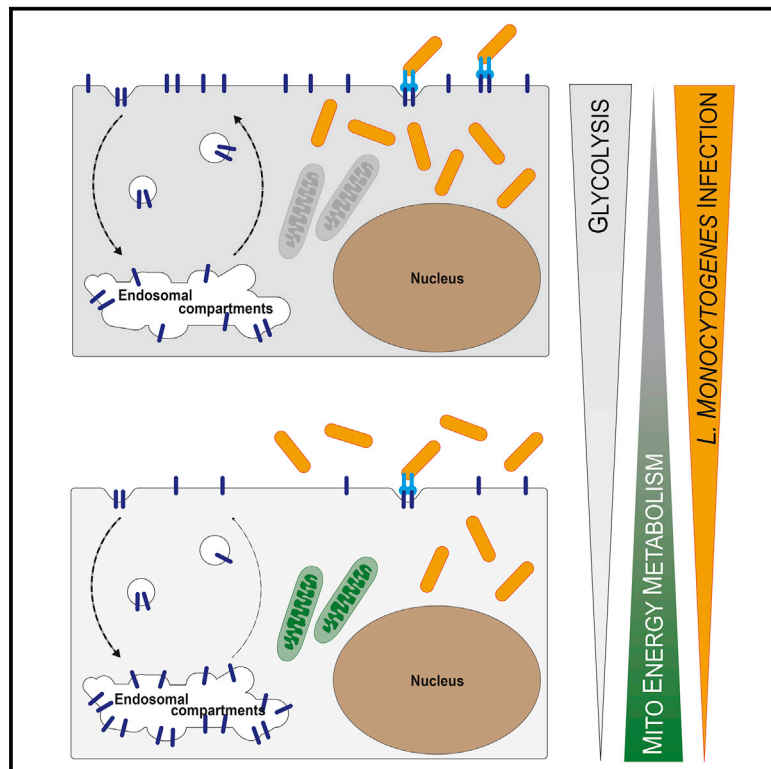 Endosomal
compartments
Nucleus
Endosomal
compartments
Nucleus
GLYCOLYSIS
MITO ENERGY METABOLISM
L. MONOCYTOGENES INFECTION